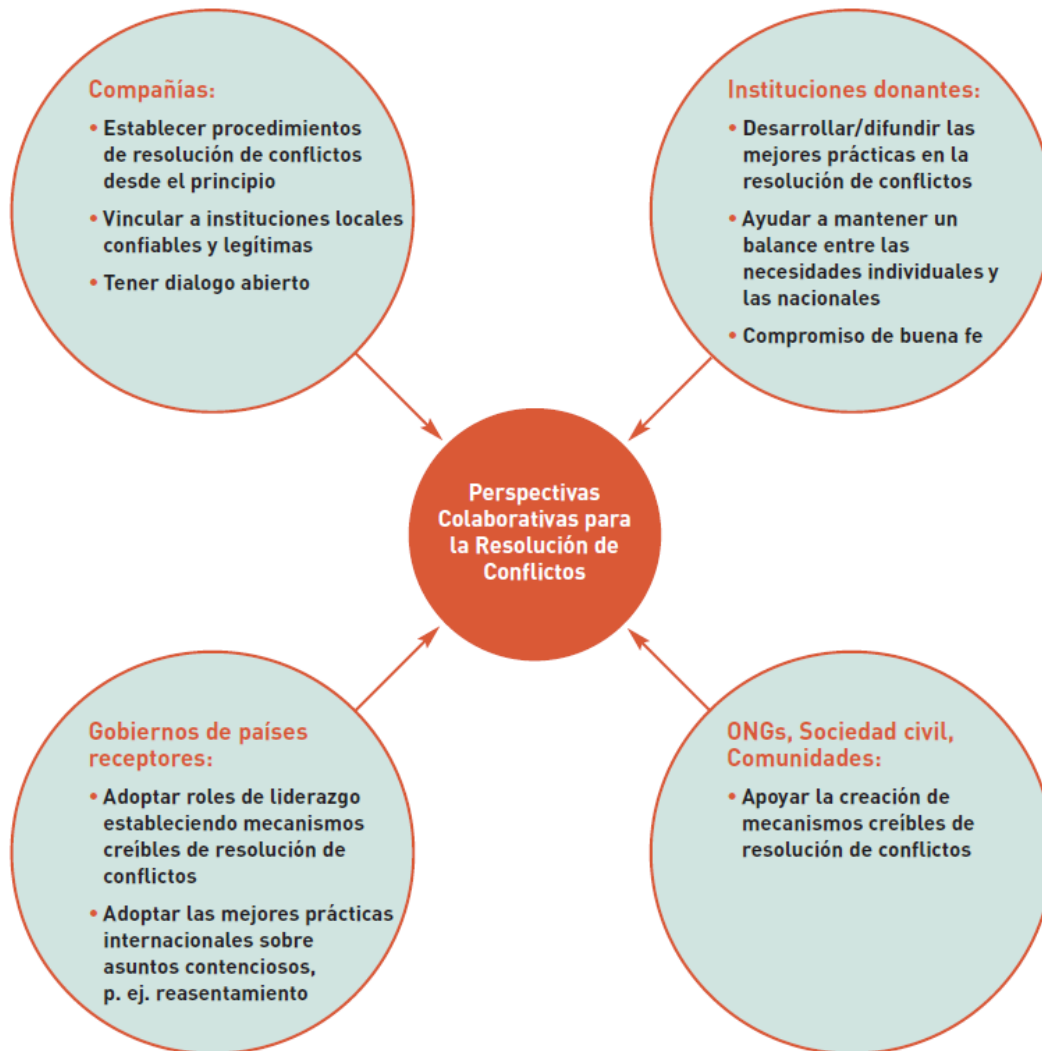 Compañías:
• Establecer procedimientos
de resolución de conflictos
desde el principio
• Vincular a instituciones locales
confiables y legítimas
• Tener dialogo abierto
Instituciones donantes:
• Desarrollar/difundir las
mejores prácticas en la
resolución de conflictos
• Ayudar a mantener un
balance entre las
necesidades individuales y
las nacionales
• Compromiso de buena fe
Perspectivas
Colaborativas para
la Resolución de
Conflictos
Gobiernos de países
receptores:
• Adoptar roles de liderazgo
estableciendo mecanismos
creíbles de resolución de
conflictos
• Adoptar las mejores prácticas
internacionales sobre
asuntos contenciosos,
p. ej. reasentamiento
ONGs, Sociedad civil,
Comunidades:
• Apoyar la creación de
mecanismos creíbles de
resolución de conflictos